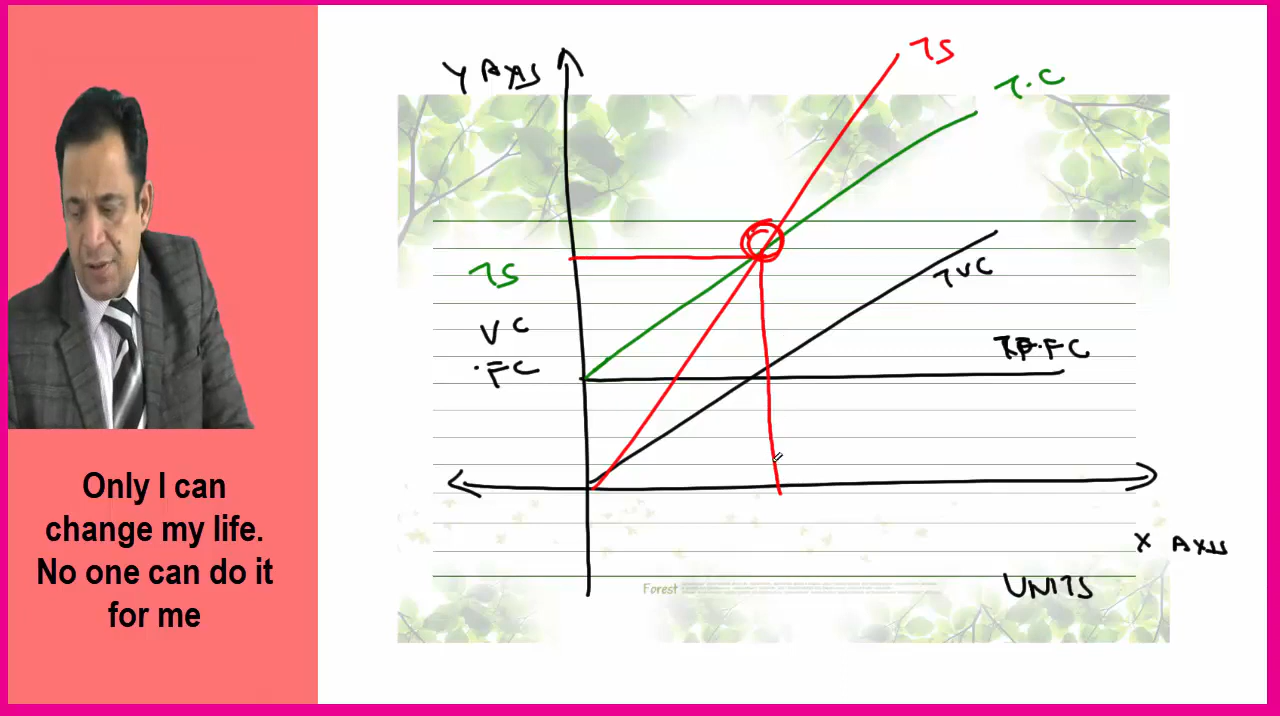 Y AXIS
TS
T.C
TS
VC
.FC
TVC
.FC
X AXIS
UNITS
Forest
Only I can
change my life.
No one can do it
for me